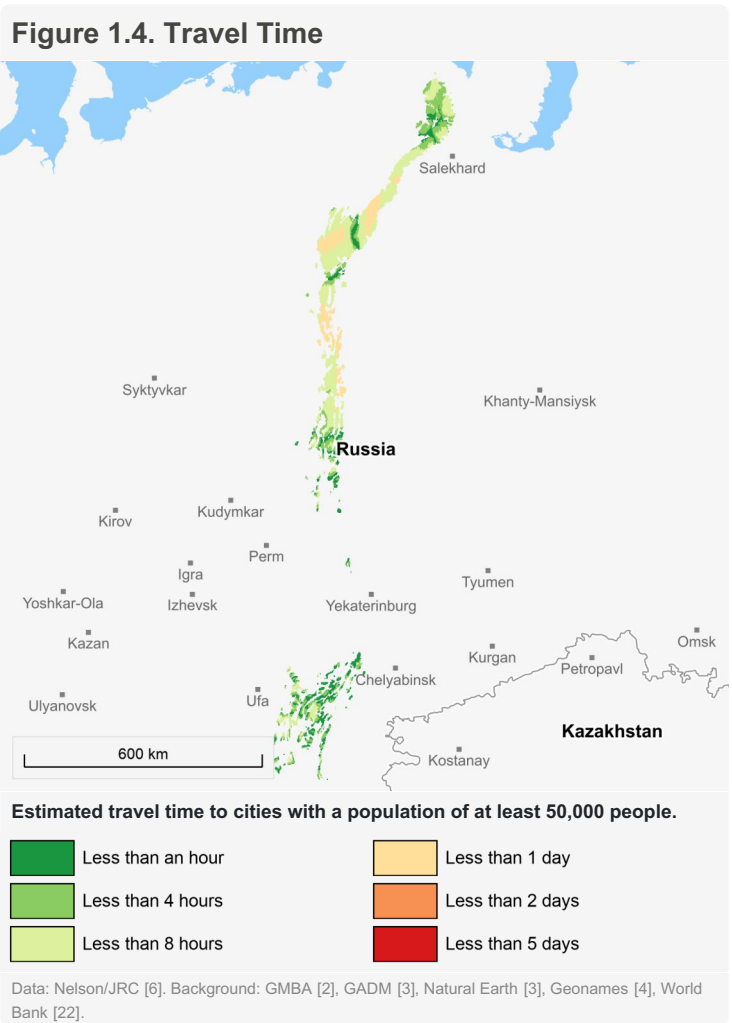 Figure 1.4. Travel Time
Salekhard
Syktyvkar
Khanty-Mansiysk
Russia
Kudymkar
Kirov
Perm
Igra
Tyumen
Yoshkar-Ola
Izhevsk
Yekaterinburg
Kazan
Omsk
Kurgan
Petropavl
Chelyabinsk
Ufa
Ulyanovsk
Kazakhstan
600 km
Kostanay
Estimated travel time to cities with a population of at least 50,000 people.
Less than an hour
Less than 1 day
Less than 4 hours
Less than 2 days
Less than 8 hours
Less than 5 days
Data: Nelson/JRC [6]. Background: GMBA [2], GADM [3], Natural Earth [3], Geonames [4], World
Bank [22].